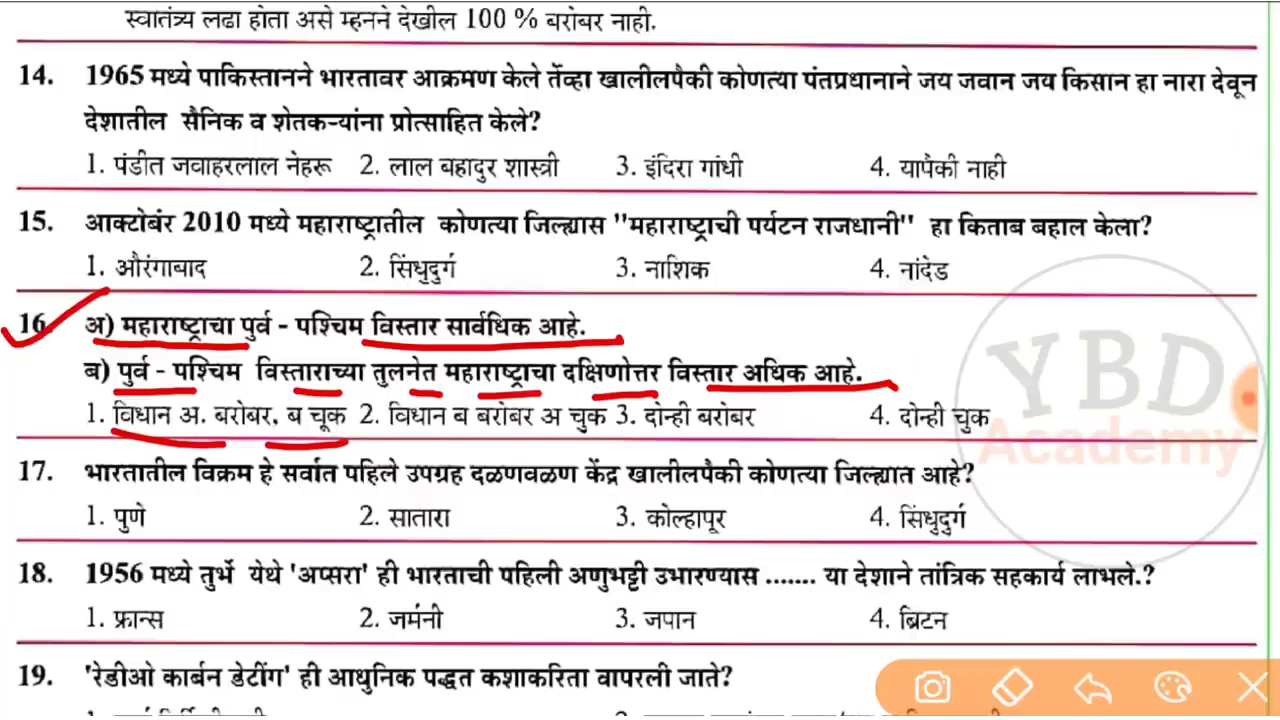 स्वातंत्र्य लढा होता असे म्हनने देखील 100 % बरोबर नाही.
14. 1965 मध्ये पाकिस्तानने भारतावर आक्रमण केले तेंव्हा खालीलपैकी कोणत्या पंतप्रधानाने जय जवान जय किसान हा नारा देवून
देशातील सैनिक व शेतकऱ्यांना प्रोत्साहित केले?
1. पंडीत जवाहरलाल नेहरू 2. लाल बहादुर शास्त्री 3. इंदिरा गांधी 4. यापैकी नाही
15. आक्टोबंर 2010 मध्ये महाराष्ट्रातील कोणत्या जिल्ह्यास "महाराष्ट्राची पर्यटन राजधानी" हा किताब बहाल केला?
1. औरंगाबाद 2. सिंधुदुर्ग 3. नाशिक 4. नांदेड
16. अ) महाराष्ट्राचा पुर्व - पश्चिम विस्तार सार्वधिक आहे.
ब) पुर्व - पश्चिम विस्ताराच्या तुलनेत महाराष्ट्राचा दक्षिणोत्तर विस्तार अधिक आहे.
1. विधान अ. बरोबर, ब चूक 2. विधान ब बरोबर अ चुक 3. दोन्ही बरोबर 4. दोन्ही चुक
YBD
Academy
17. भारतातील विक्रम हे सर्वात पहिले उपग्रह दळणवळण केंद्र खालीलपैकी कोणत्या जिल्ह्यात आहे?
1. पुणे 2. सातारा 3. कोल्हापूर 4. सिंधुदुर्ग
18. 1956 मध्ये तुर्भे येथे 'अप्सरा' ही भारताची पहिली अणुभट्टी उभारण्यास ....... या देशाने तांत्रिक सहकार्य लाभले.?
1. फ्रान्स 2. जर्मनी 3. जपान 4. ब्रिटन
19. 'रेडीओ कार्बन डेटींग' ही आधुनिक पद्धत कशाकरिता वापरली जाते?